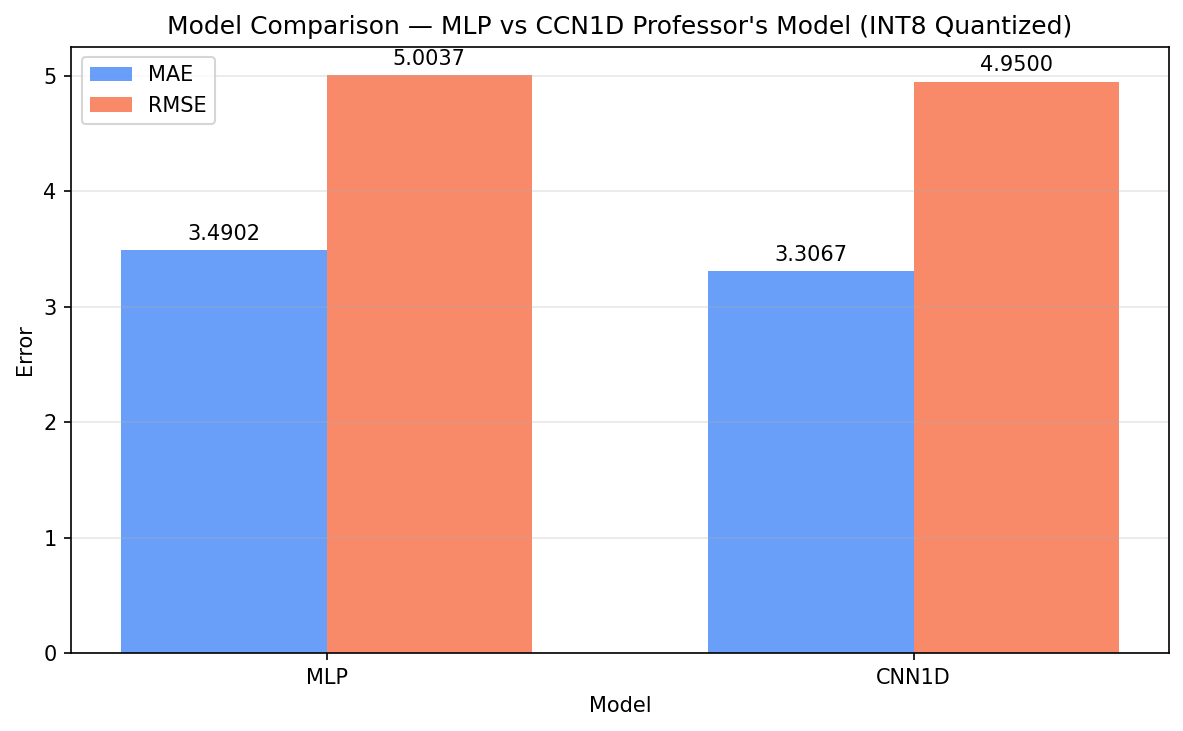 Model Comparison — MLP vs CCN1D Professor's Model (INT8 Quantized)
MAE
RMSE
5.0037
4.9500
3.4902
3.3067
5
4
3
2
1
0
Error
MLP
CNN1D
Model